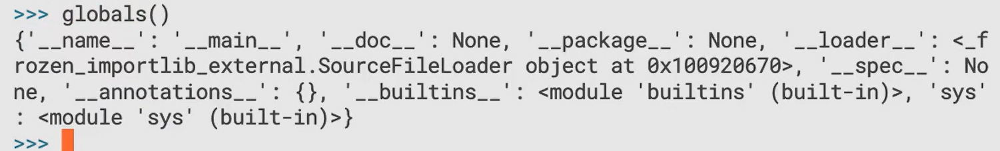 >>> globals()
{'__name__': '__main__', '__doc__': None, '__package__': None, '__loader__': <_f
rozen_importlib_external.SourceFileLoader object at 0x100920670>, '__spec__': No
ne, '__annotations__': {}, '__builtins__': <module 'builtins' (built-in)>, 'sys'
: <module 'sys' (built-in)>}
>>>